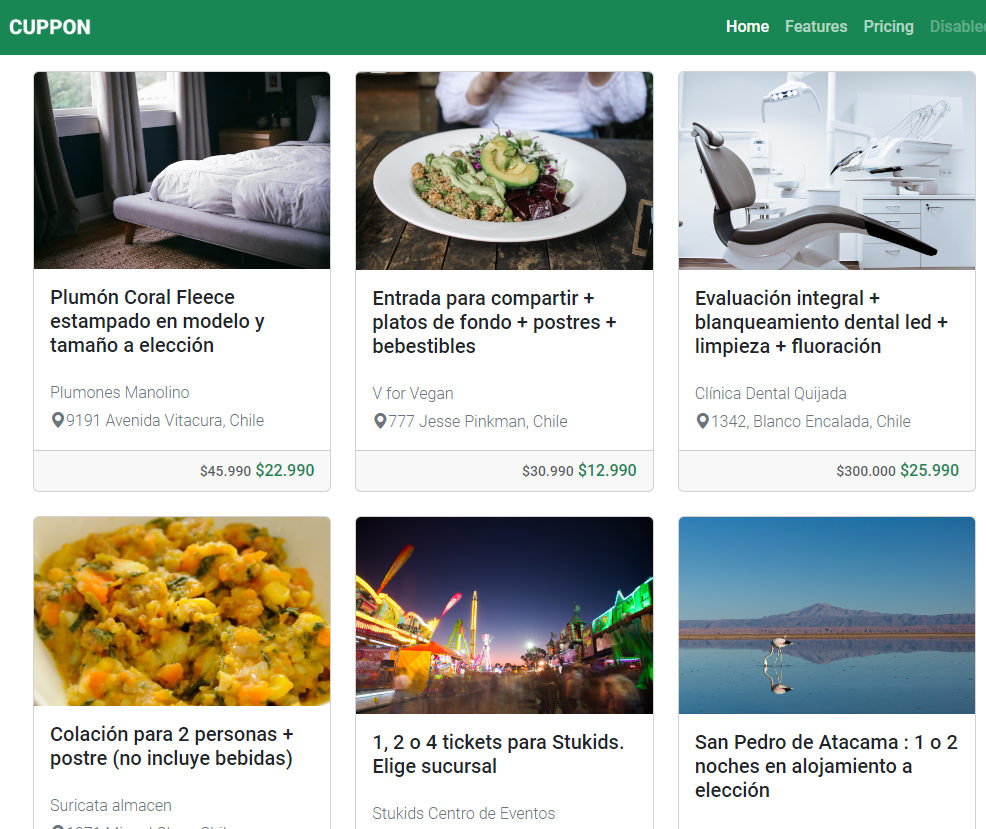 CUPPON
Home Features Pricing
Plumón Coral Fleece
estampado en modelo y
tamaño a elección
Plumones Manolino
9191 Avenida Vitacura, Chile
$45.990 $22.990
Entrada para compartir +
platos de fondo + postres +
bebestibles
V for Vegan
777 Jesse Pinkman, Chile
$30.990 $12.990
Evaluación integral +
blanqueamiento dental led +
limpieza + fluoración
Clínica Dental Quijada
1342, Blanco Encalada, Chile
$300.000 $25.990
Colación para 2 personas +
postre (no incluye bebidas)
Suricata almacen
1, 2 o 4 tickets para Stukids.
Elige sucursal
Stukids Centro de Eventos
San Pedro de Atacama : 1 o 2
noches en alojamiento a
elección